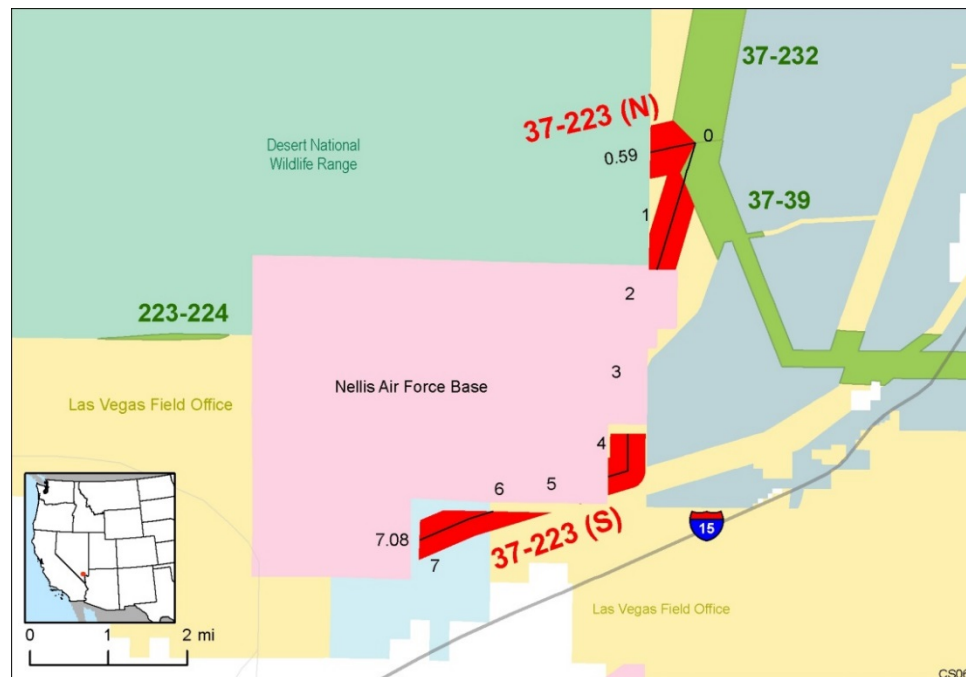 37-232
37-223 (N)
0
Desert National
Wildlife Range
0.59
37-39
1
2
223-224
3
Nellis Air Force Base
Las Vegas Field Office
4
5
6
37-223 (S)
15
7.08
7
Las Vegas Field Office
0 1 2 mi
CS06